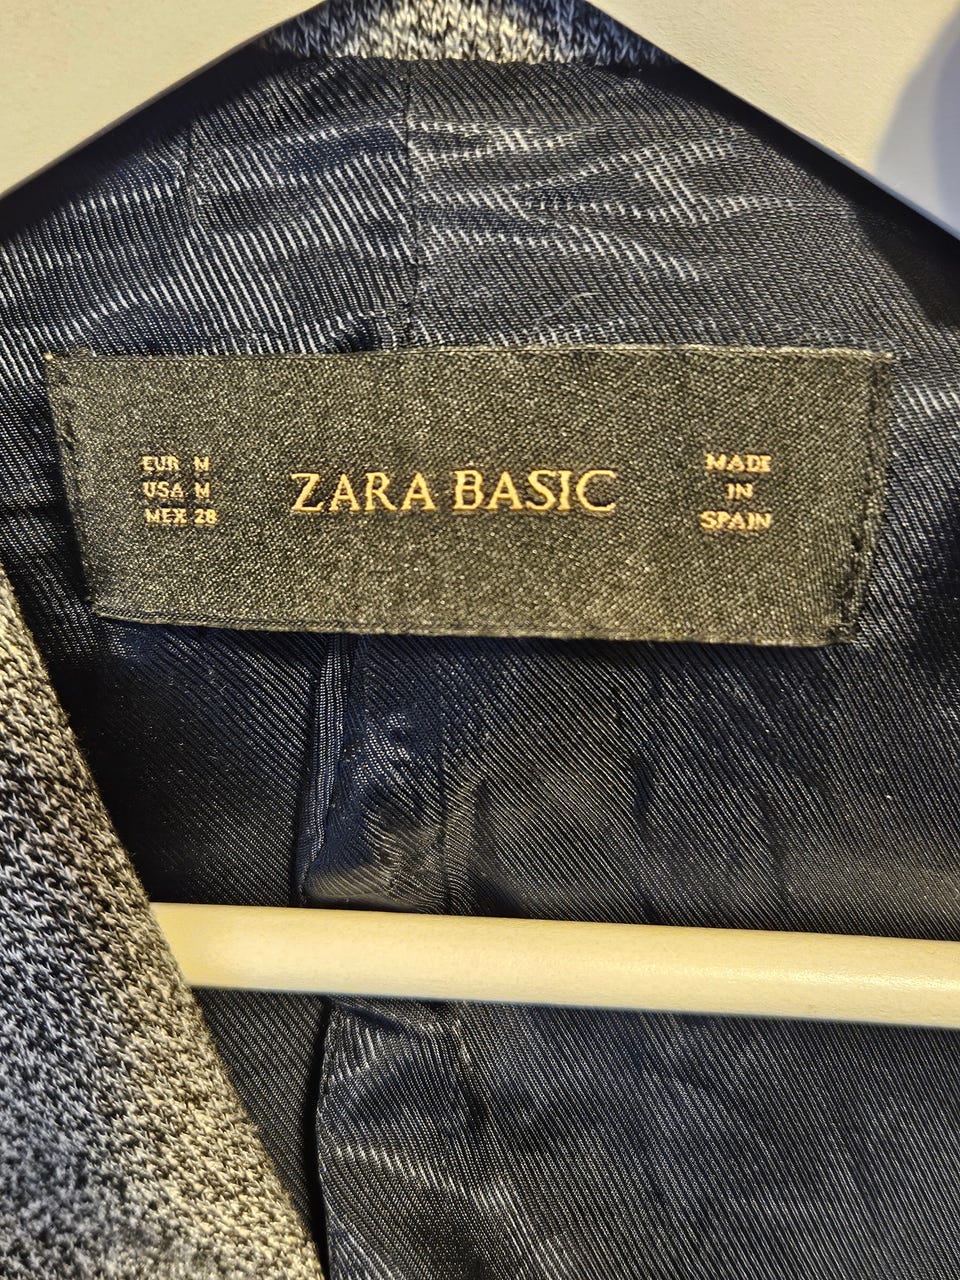 EUR M
USA M
MEX 28
ZARA BASIC
MADE
IN
SPAIN